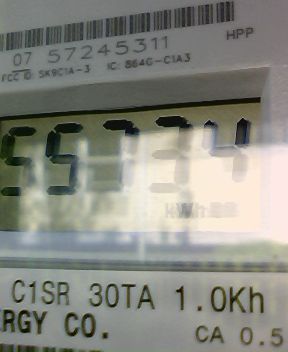 07 57245311
HPP
FCC ID: SK9C1A-3 IC: 864G-C1A3
55734
kWh
C1SR 30TA 1.0Kh
RGY CO.
CA 0.5